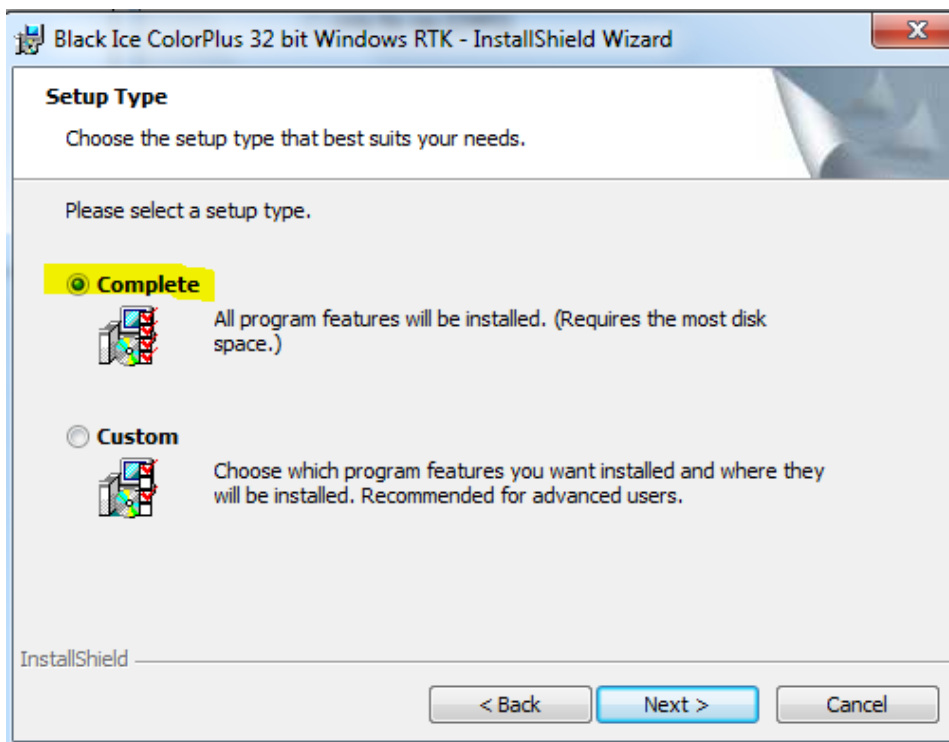 Black Ice ColorPlus 32 bit Windows RTK - InstallShield Wizard
Setup Type
Choose the setup type that best suits your needs.
Please select a setup type.
Complete
All program features will be installed. (Requires the most disk
space.)
Custom
Choose which program features you want installed and where they
will be installed. Recommended for advanced users.
InstallShield
< Back
Next >
Cancel